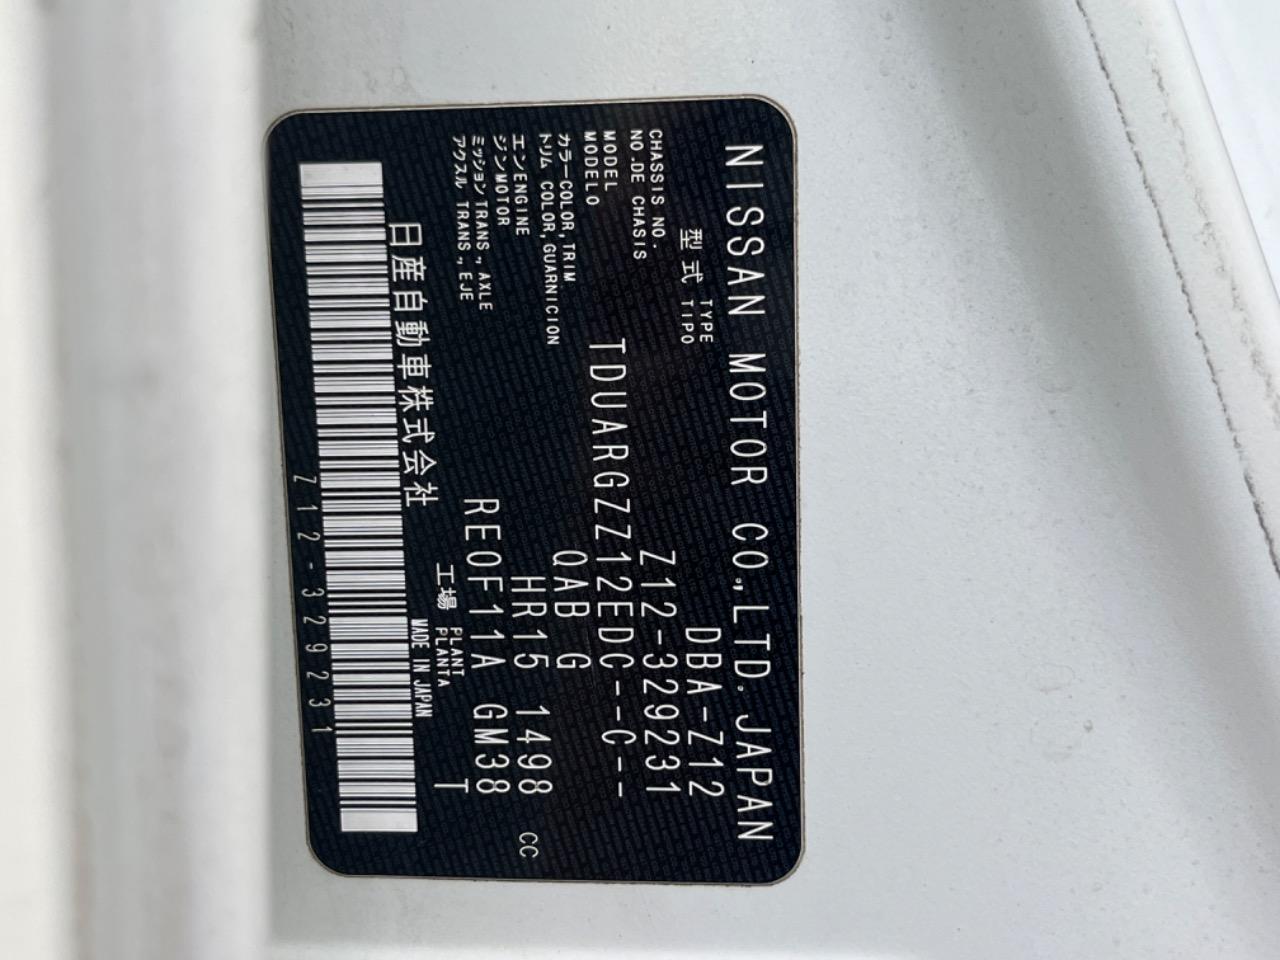 NISSAN MOTOR CO.,LTD. JAPAN
型式 TYPE TIPO DBA-Z12
CHASSIS NO. NO.DE CHASIS Z12-329231
MODEL MODELO TDUARGZZ12EDC--C--
カラー COLOR,TRIM トリム COLOR,GUARNICION QAB G
エンジン ENGINE MOTOR HR15 1498 CC
ミッション TRANS., AXLE アクスル TRANS., EJE RE0F11A GM38
工場 PLANT PLANTA T
日産自動車株式会社 MADE IN JAPAN
Z12-329231